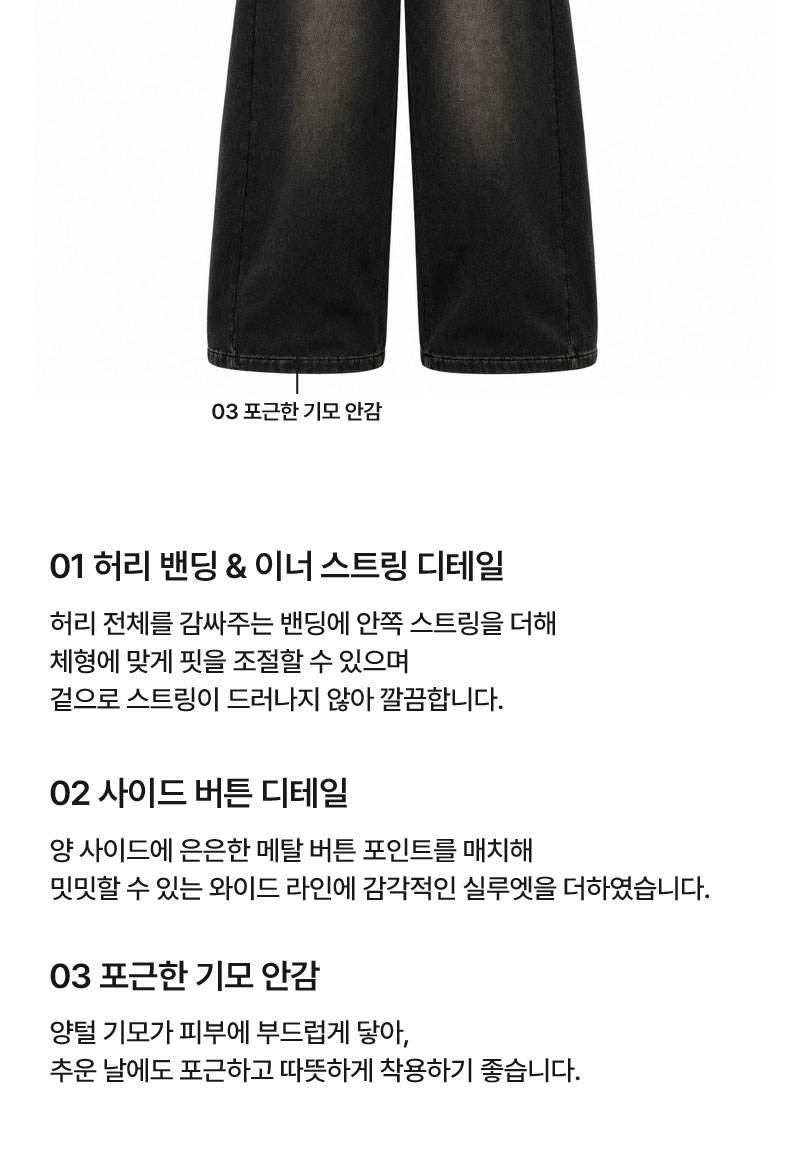 03 포근한 기모 안감
01 허리 밴딩 & 이너 스트링 디테일
허리 전체를 감싸주는 밴딩에 안쪽 스트링을 더해
체형에 맞게 핏을 조절할 수 있으며
겉으로 스트링이 드러나지 않아 깔끔합니다.
02 사이드 버튼 디테일
양 사이드에 은은한 메탈 버튼 포인트를 매치해
밋밋할 수 있는 와이드 라인에 감각적인 실루엣을 더하였습니다.
03 포근한 기모 안감
양털 기모가 피부에 부드럽게 닿아,
추운 날에도 포근하고 따뜻하게 착용하기 좋습니다.